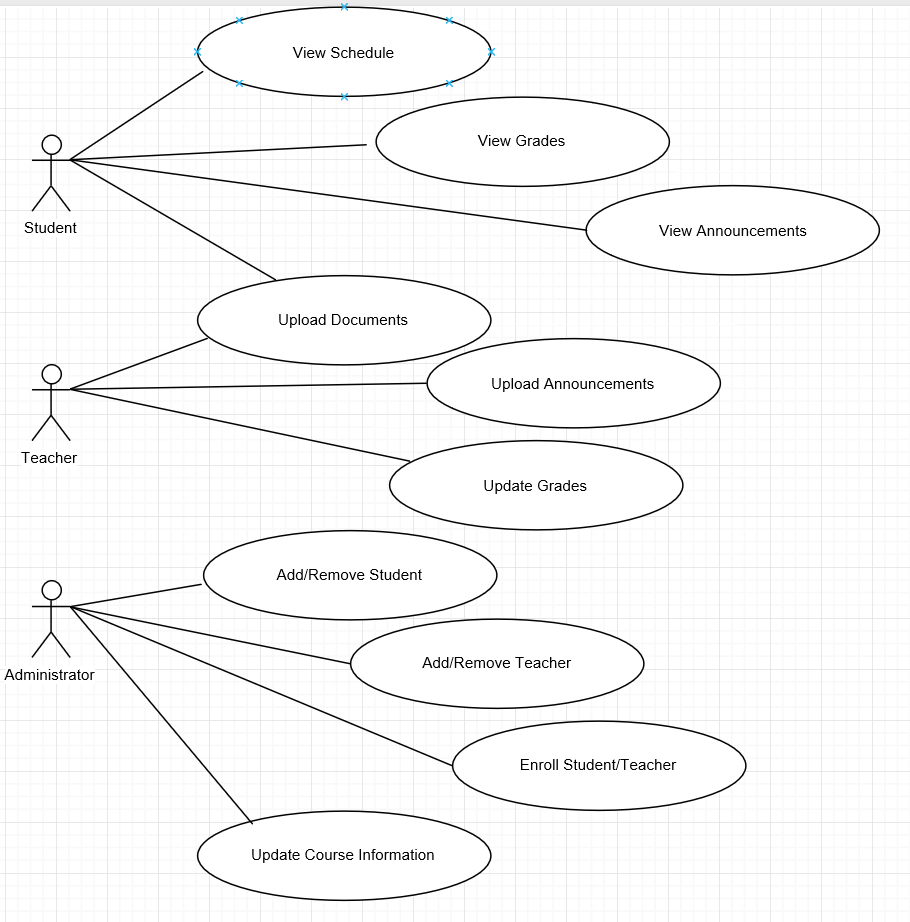 View Schedule
View Grades
Student
View Announcements
Upload Documents
Upload Announcements
Teacher
Update Grades
Add/Remove Student
Add/Remove Teacher
Administrator
Enroll Student/Teacher
Update Course Information